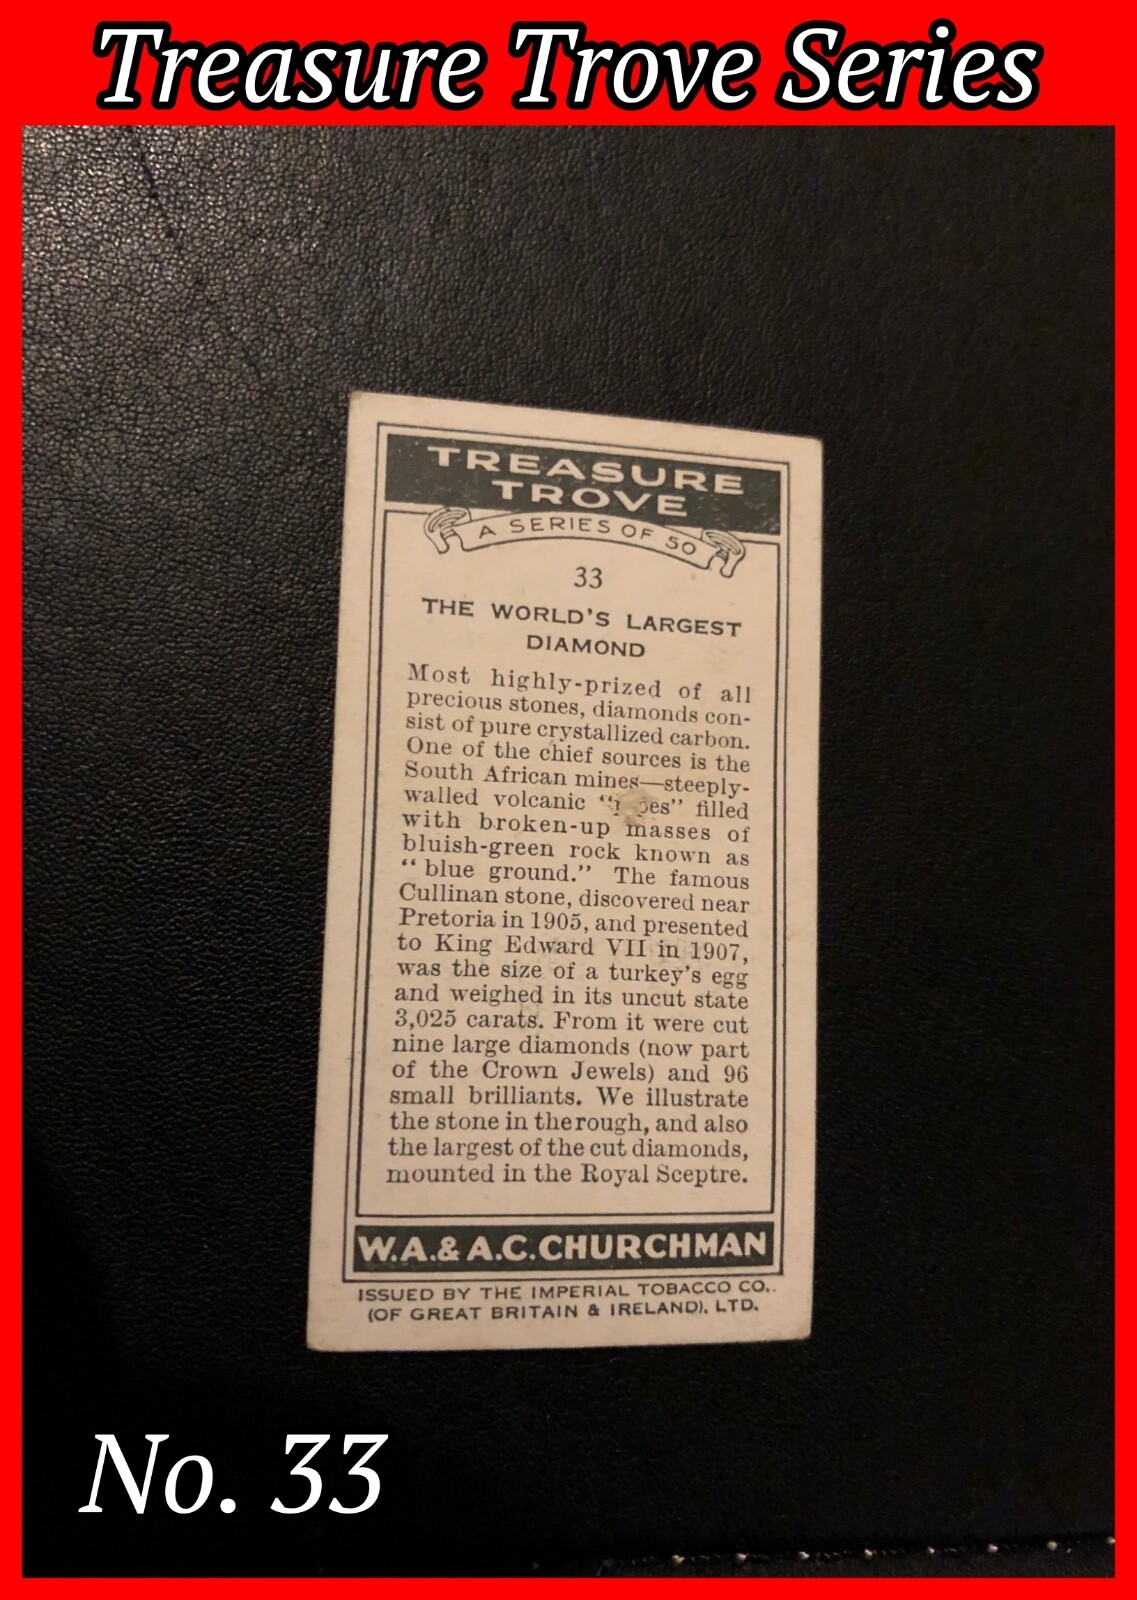 Treasure Trove Series
TREASURE
TROVE
A SERIES OF 50
33
THE WORLD'S LARGEST
DIAMOND
Most highly-prized of all
precious stones, diamonds con-
sist of pure crystallized carbon.
One of the chief sources is the
South African mines—steeply-
walled volcanic filled
with broken-up masses of
bluish-green rock known as
“blue ground.” The famous
Cullinan stone, discovered near
Pretoria in 1905, and presented
to King Edward VII in 1907,
was the size of a turkey's egg
and weighed in its uncut state
3,025 carats. From it were cut
nine large diamonds (now part
of the Crown Jewels) and 96
small brilliants. We illustrate
the stone in the rough, and also
the largest of the cut diamonds,
mounted in the Royal Sceptre.
W.A.& A.C.CHURCHMAN
ISSUED BY THE IMPERIAL TOBACCO CO.,
(OF GREAT BRITAIN & IRELAND), LTD.
No. 33